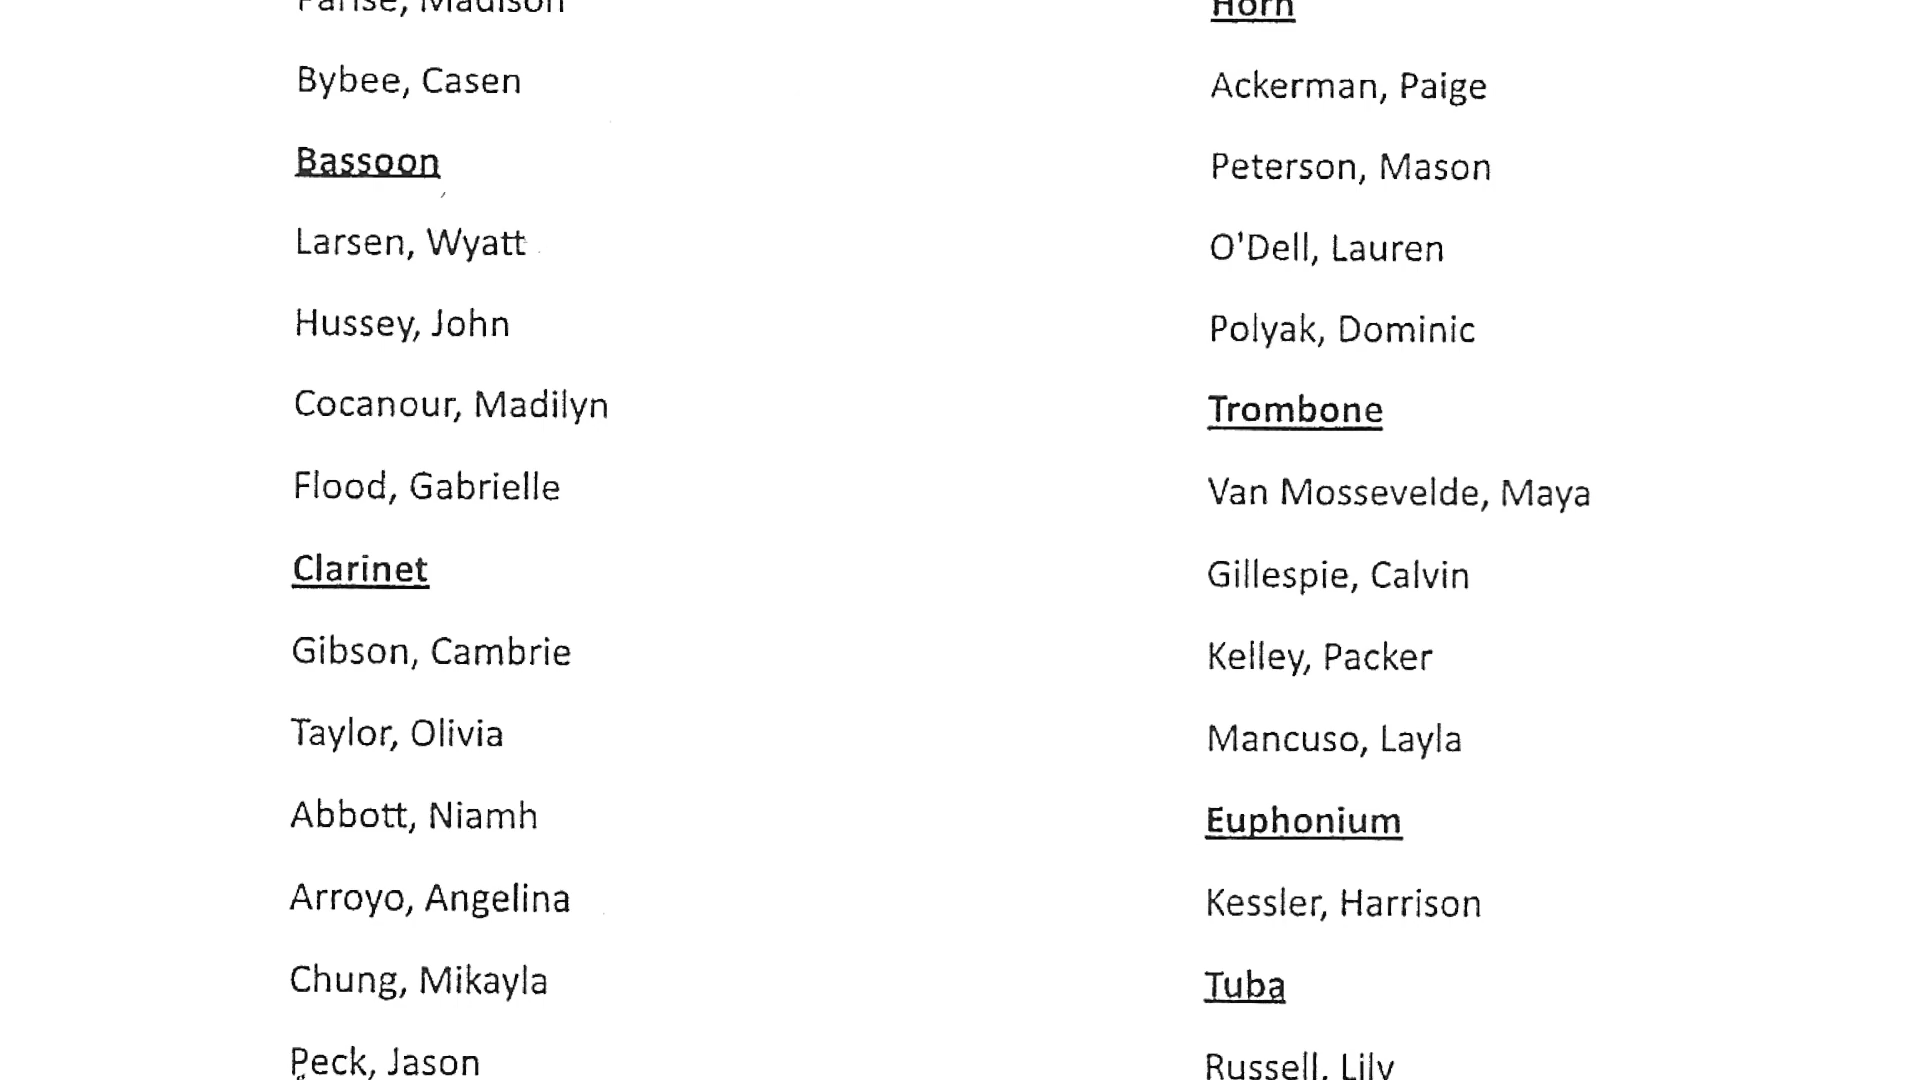 Parise, Madison
Bybee, Casen
Bassoon
Larsen, Wyatt
Hussey, John
Cocanour, Madilyn
Flood, Gabrielle
Clarinet
Gibson, Cambrie
Taylor, Olivia
Abbott, Niamh
Arroyo, Angelina
Chung, Mikayla
Peck, Jason
Horn
Ackerman, Paige
Peterson, Mason
O'Dell, Lauren
Polyak, Dominic
Trombone
Van Mossevelde, Maya
Gillespie, Calvin
Kelley, Packer
Mancuso, Layla
Euphonium
Kessler, Harrison
Tuba
Russell, Lily